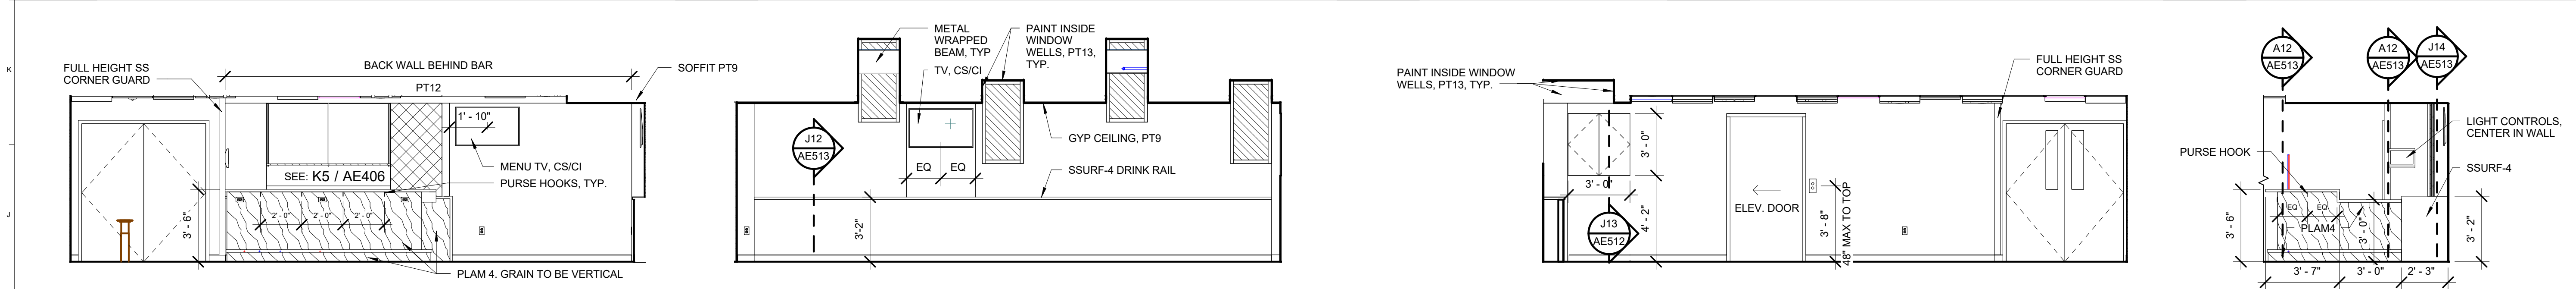 K
J
FULL HEIGHT SS
CORNER GUARD
BACK WALL BEHIND BAR
PT12
SOFFIT PT9
1' - 10"
MENU TV, CS/CI
SEE: K5 / AE406
PURSE HOOKS, TYP.
2' - 0"
2' - 0"
2' - 0"
3' - 6"
PLAM 4. GRAIN TO BE VERTICAL
METAL
WRAPPED
BEAM, TYP
TV, CS/CI
PAINT INSIDE
WINDOW
WELLS, PT13,
TYP.
J12
AE513
EQ
EQ
GYP CEILING, PT9
SSURF-4 DRINK RAIL
3'-2"
PAINT INSIDE WINDOW
WELLS, PT13, TYP.
FULL HEIGHT SS
CORNER GUARD
3' - 0"
3' - 0"
J13
AE512
4' - 2"
ELEV. DOOR
3' - 8"
48" MAX TO TOP
A12
AE513
A12
AE513
J14
AE513
LIGHT CONTROLS,
CENTER IN WALL
PURSE HOOK
SSURF-4
EQ
EQ
PLAM4
3' - 6"
3' - 0"
3' - 2"
3' - 7"
3' - 0"
2' - 3"